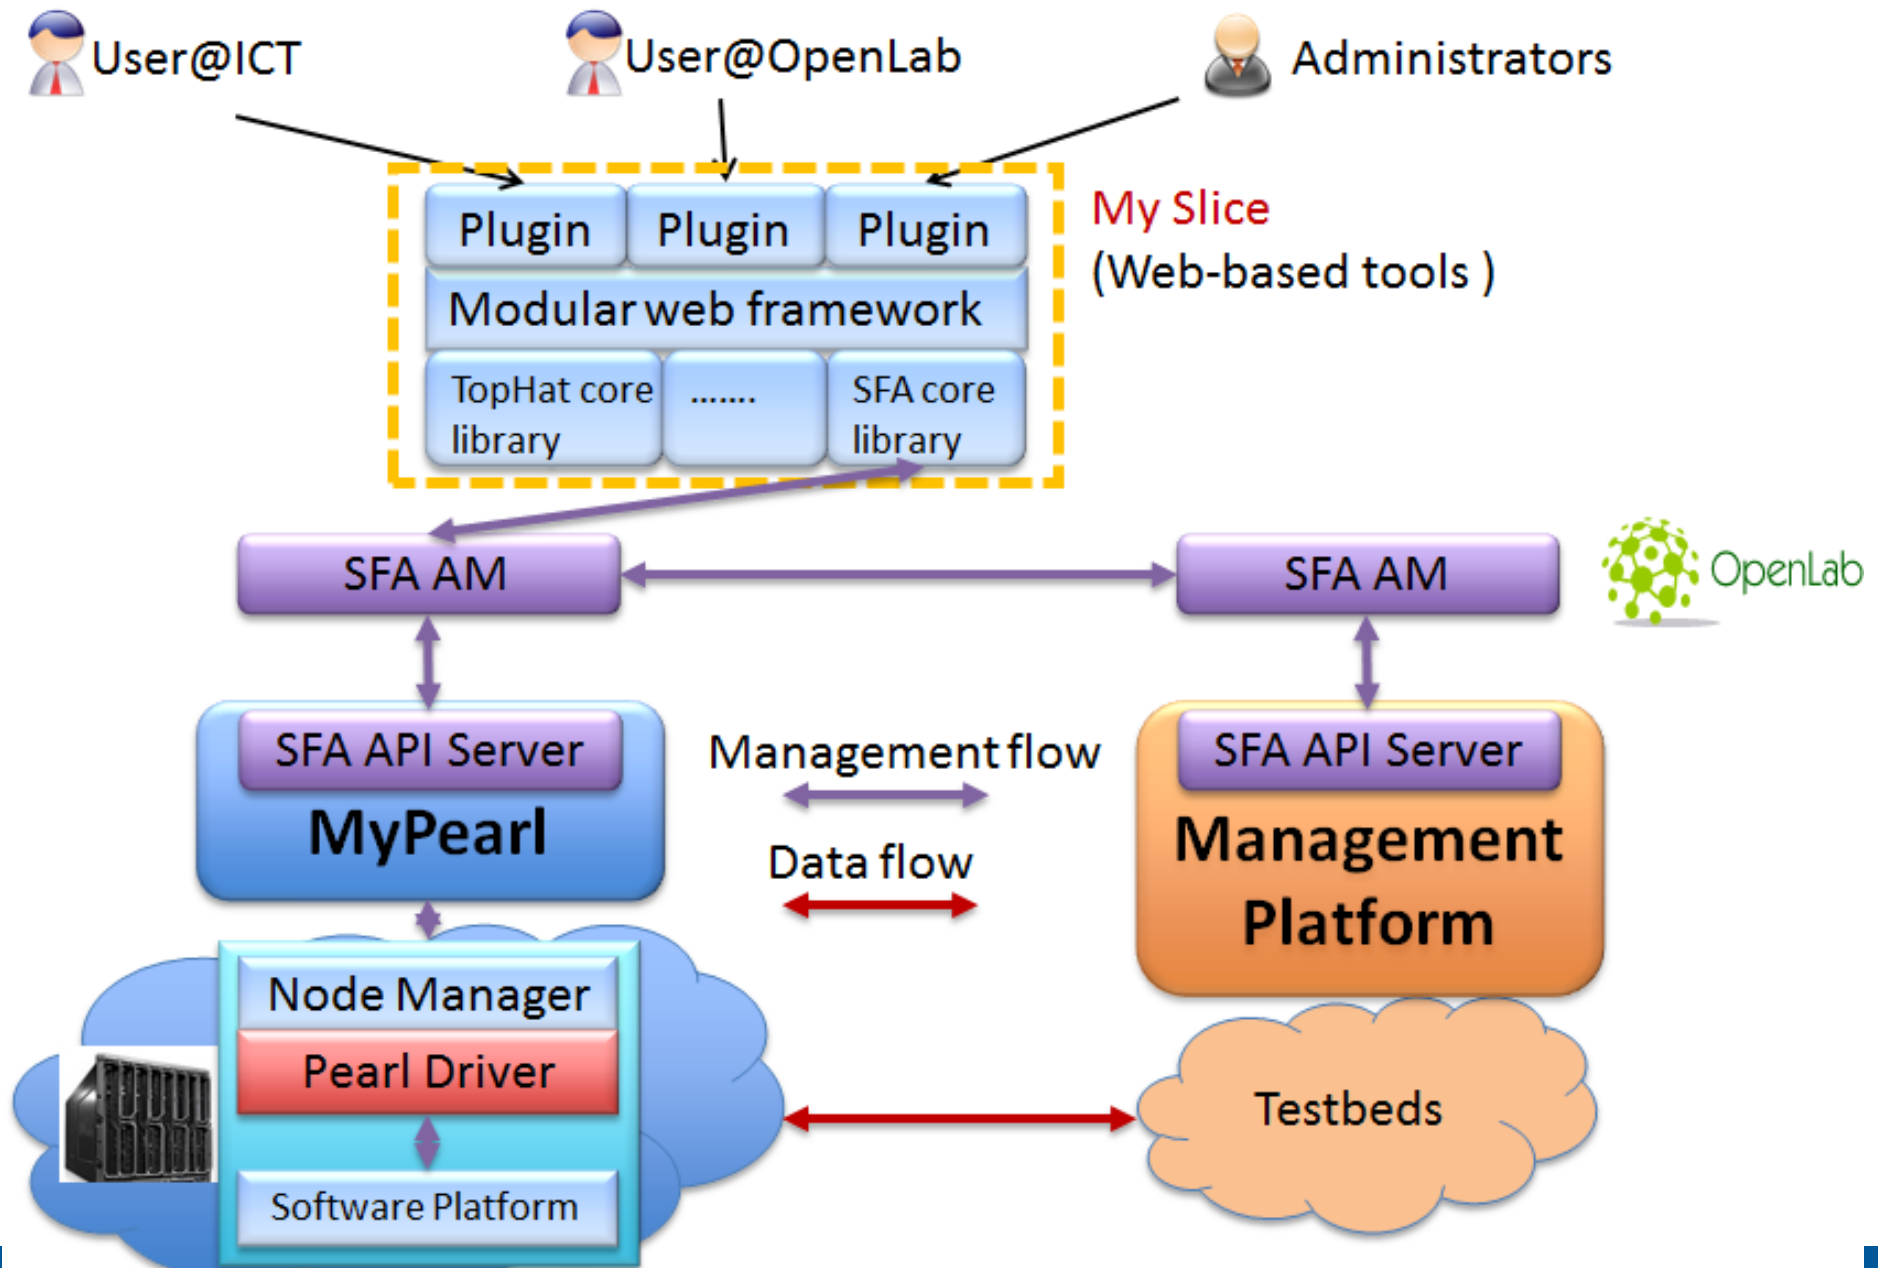 User@ICT
User@OpenLab
Administrators
Plugin
Plugin
Plugin
My Slice
(Web-based tools )
Modular web framework
TopHat core
library
.......
SFA core
library
SFA AM
SFA AM
OpenLab
SFA API Server
MyPearl
Management flow
Data flow
SFA API Server
Management
Platform
Node Manager
Pearl Driver
Software Platform
Testbeds